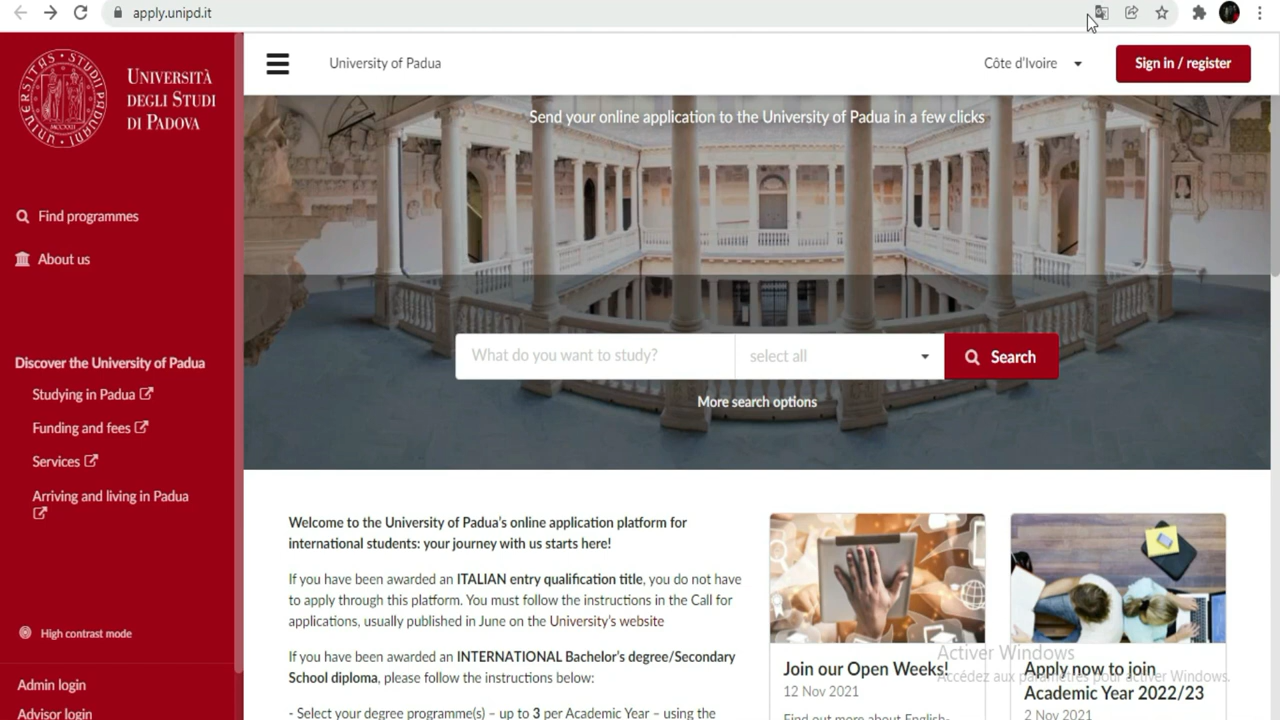 apply.unipd.it
UNIVERSITÀ
DEGLI STUDI
DI PADOVA
Find programmes
About us
Discover the University of Padua
Studying in Padua
Funding and fees
Services
Arriving and living in Padua
High contrast mode
Admin login
Advisor login
University of Padua
Côte d'Ivoire
Sign in / register
Send your online application to the University of Padua in a few clicks
What do you want to study?
select all
Search
More search options
Welcome to the University of Padua's online application platform for
international students: your journey with us starts here!
If you have been awarded an ITALIAN entry qualification title, you do not have
to apply through this platform. You must follow the instructions in the Call for
applications, usually published in June on the University's website
If you have been awarded an INTERNATIONAL Bachelor's degree/Secondary
School diploma, please follow the instructions below:
- Select your degree programme(s) – up to 3 per Academic Year – using the
Join our Open Weeks!
12 Nov 2021
Find out more about English-
Apply now to join
Academic Year 2022/23
2 Nov 2021
Activer Windows
Accédez aux paramètres pour activer Windows.